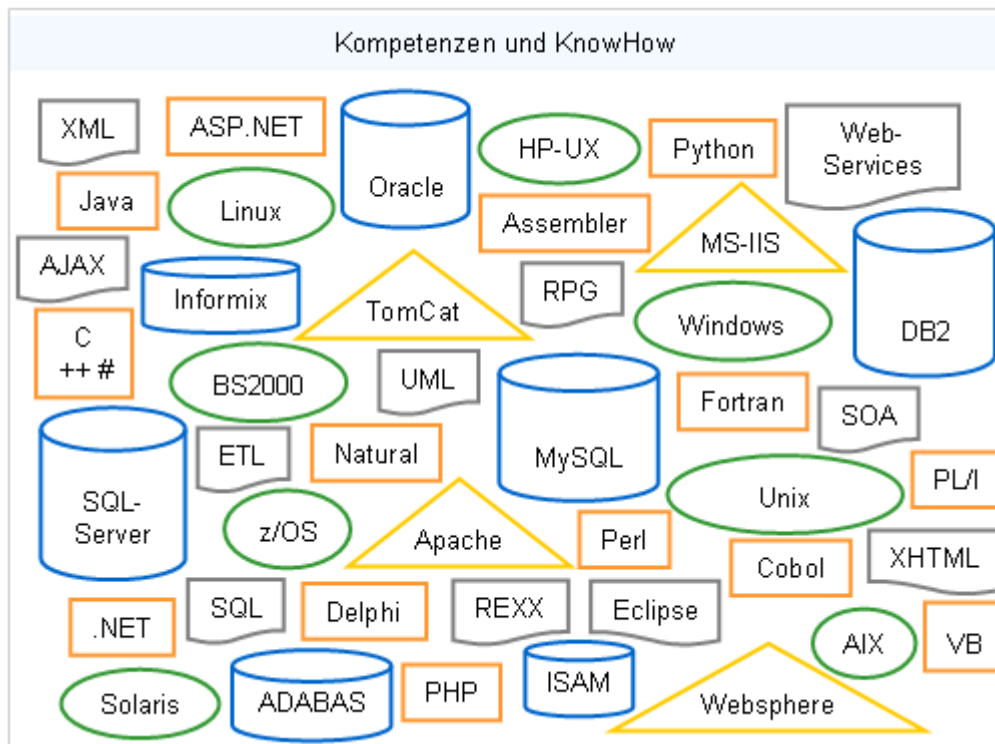 Kompetenzen und KnowHow
XML
ASP.NET
Oracle
HP-UX
Python
Web-
Services
Java
Linux
Assembler
MS-IIS
AJAX
Informix
TomCat
RPG
Windows
DB2
C
++ #
BS2000
UML
Fortran
SOA
SQL-
Server
ETL
Natural
MySQL
Unix
PL/I
z/OS
Apache
Perl
Cobol
XHTML
.NET
SQL
Delphi
REXX
Eclipse
AIX
VB
Solaris
ADABAS
PHP
ISAM
Websphere